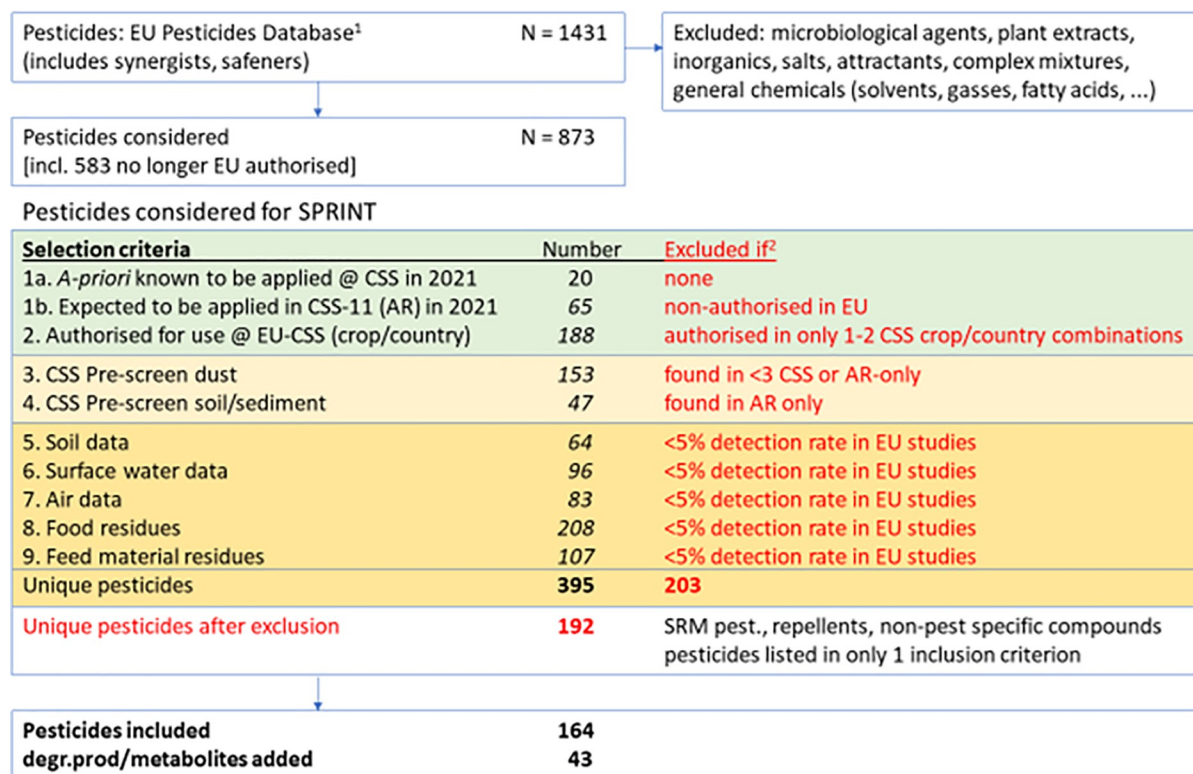 Pesticides: EU Pesticides Database1 N = 1431
(includes synergists, safeners)
Excluded: microbiological agents, plant extracts,
inorganics, salts, attractants, complex mixtures,
general chemicals (solvents, gasses, fatty acids, ...)
Pesticides considered N = 873
[incl. 583 no longer EU authorised]
Pesticides considered for SPRINT
Selection criteria Number Excluded if2
1a. A-priori known to be applied @ CSS in 2021 20 none
1b. Expected to be applied in CSS-11 (AR) in 2021 65 non-authorised in EU
2. Authorised for use @ EU-CSS (crop/country) 188 authorised in only 1-2 CSS crop/country combinations
3. CSS Pre-screen dust 153 found in <3 CSS or AR-only
4. CSS Pre-screen soil/sediment 47 found in AR only
5. Soil data 64 <5% detection rate in EU studies
6. Surface water data 96 <5% detection rate in EU studies
7. Air data 83 <5% detection rate in EU studies
8. Food residues 208 <5% detection rate in EU studies
9. Feed material residues 107 <5% detection rate in EU studies
Unique pesticides 395 203
Unique pesticides after exclusion 192 SRM pest., repellents, non-pest specific compounds
pesticides listed in only 1 inclusion criterion
Pesticides included 164
degr.prod/metabolites added 43